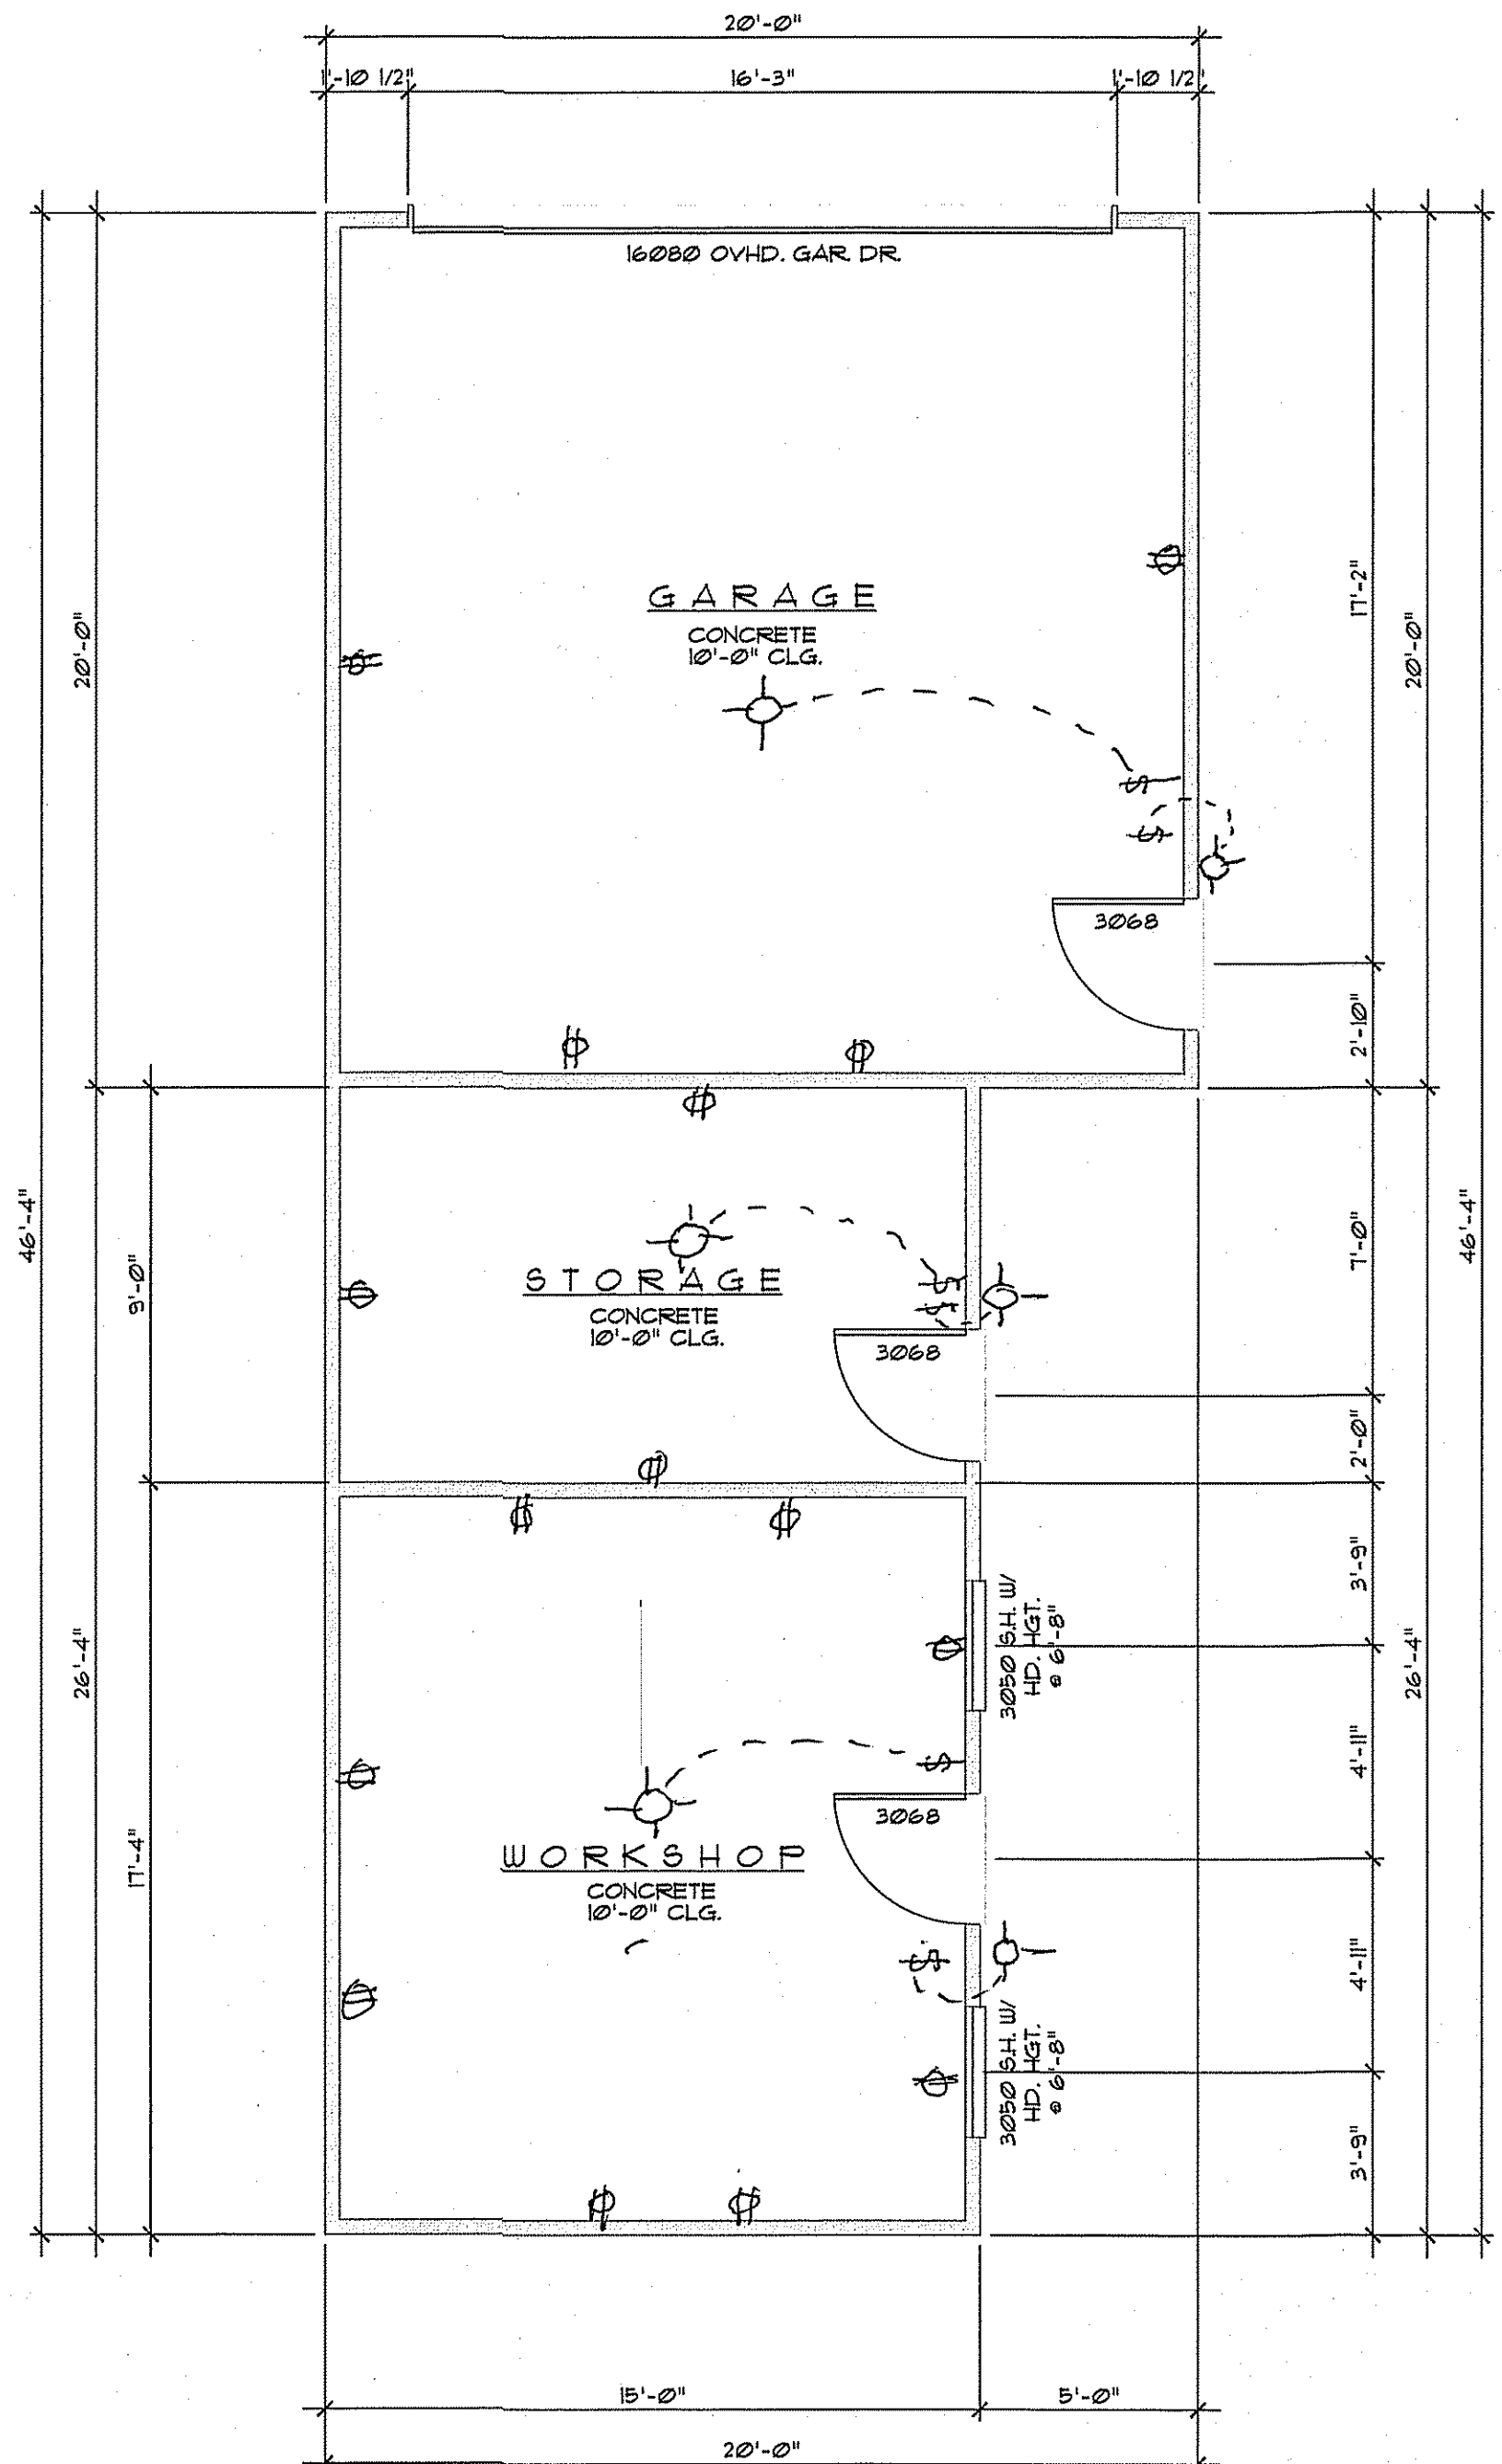 20'-0"
1'-10 1/2"
16'-3"
1'-10 1/2"
16080 OVHD. GAR. DR.
GARAGE
CONCRETE
10'-0" CLG.
20'-0"
17'-2"
20'-0"
3068
2'-10"
46'-4"
9'-0"
STORAGE
CONCRETE
10'-0" CLG.
3068
7'-0"
46'-4"
2'-0"
26'-4"
17'-4"
3050 S.H. W/
HD. HGT.
@ 6'-8"
3'-9"
26'-4"
4'-11"
3068
WORKSHOP
CONCRETE
10'-0" CLG.
4'-11"
3050 S.H. W/
HD. HGT.
@ 6'-8"
3'-9"
15'-0"
5'-0"
20'-0"